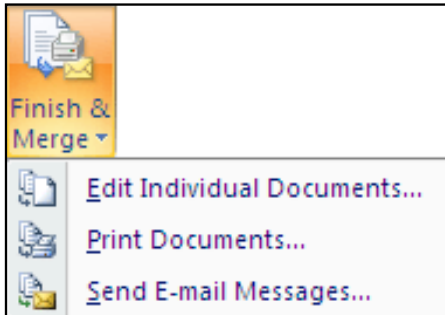 Finish &
Merge
Edit Individual Documents...
Print Documents...
Send E-mail Messages...